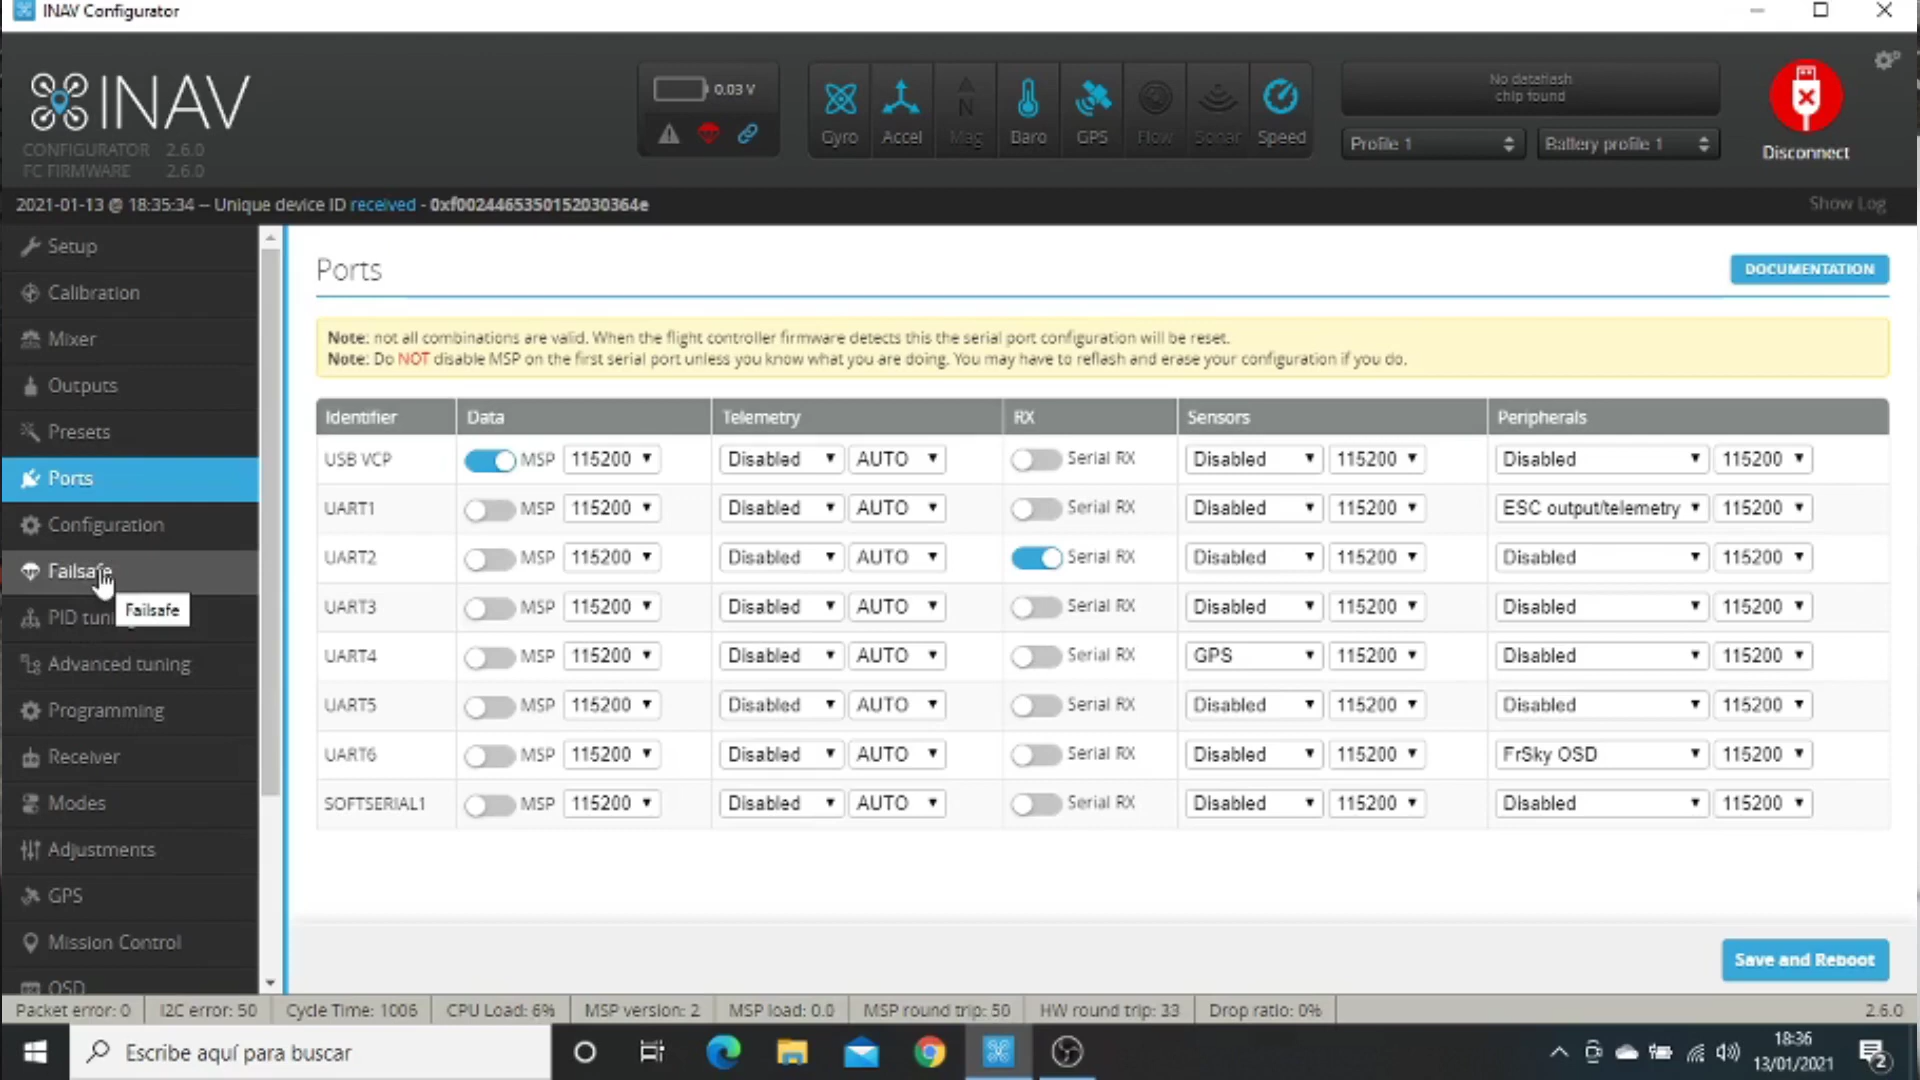 INAV Configurator
INAV
CONFIGURATOR 2.6.0
FC FIRMWARE 2.6.0
0.03 V
Gyro Accel Mag Baro GPS Flow Sonar Speed
No dataflash
chip found
Profile 1 Battery profile 1
Disconnect
2021-01-13 @ 18:35:34 -- Unique device ID received - 0xf002446535015203 0364e
Show Log
Setup
Calibration
Mixer
Outputs
Presets
Ports
Configuration
Failsafe
Failsafe
PID tuni
Advanced tuning
Programming
Receiver
Modes
Adjustments
GPS
Mission Control
OSD
Ports
DOCUMENTATION
Note: not all combinations are valid. When the flight controller firmware detects this the serial port configuration will be reset.
Note: Do NOT disable MSP on the first serial port unless you know what you are doing. You may have to reflash and erase your configuration if you do.
Identifier Data Telemetry RX Sensors Peripherals
USB VCP MSP 115200 Disabled AUTO Serial RX Disabled 115200 Disabled 115200
UART1 MSP 115200 Disabled AUTO Serial RX Disabled 115200 ESC output/telemetry 115200
UART2 MSP 115200 Disabled AUTO Serial RX Disabled 115200 Disabled 115200
UART3 MSP 115200 Disabled AUTO Serial RX Disabled 115200 Disabled 115200
UART4 MSP 115200 Disabled AUTO Serial RX GPS 115200 Disabled 115200
UART5 MSP 115200 Disabled AUTO Serial RX Disabled 115200 Disabled 115200
UART6 MSP 115200 Disabled AUTO Serial RX Disabled 115200 FrSky OSD 115200
SOFTSERIAL1 MSP 115200 Disabled AUTO Serial RX Disabled 115200 Disabled 115200
Save and Reboot
Packet error: 0 I2C error: 50 Cycle Time: 1006 CPU Load: 6% MSP version: 2 MSP load: 0.0 MSP round trip: 50 HW round trip: 33 Drop ratio: 0% 2.6.0
Escribe aquí para buscar
18:36
13/01/2021
2